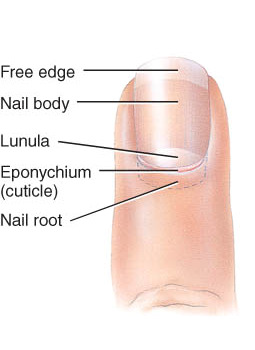 Free edge
Nail body
Lunula
Eponychium
(cuticle)
Nail root